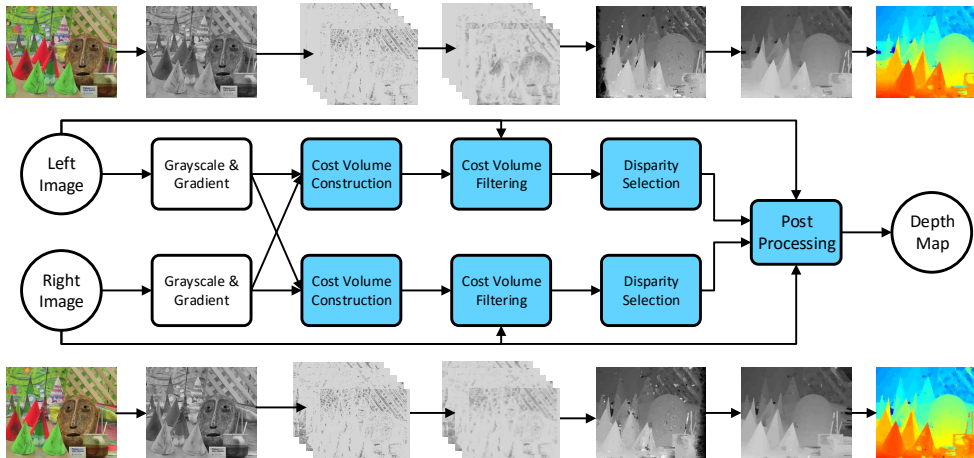 Left
Image
Grayscale &
Gradient
Cost Volume
Construction
Cost Volume
Filtering
Disparity
Selection
Post
Processing
Depth
Map
Right
Image
Grayscale &
Gradient
Cost Volume
Construction
Cost Volume
Filtering
Disparity
Selection